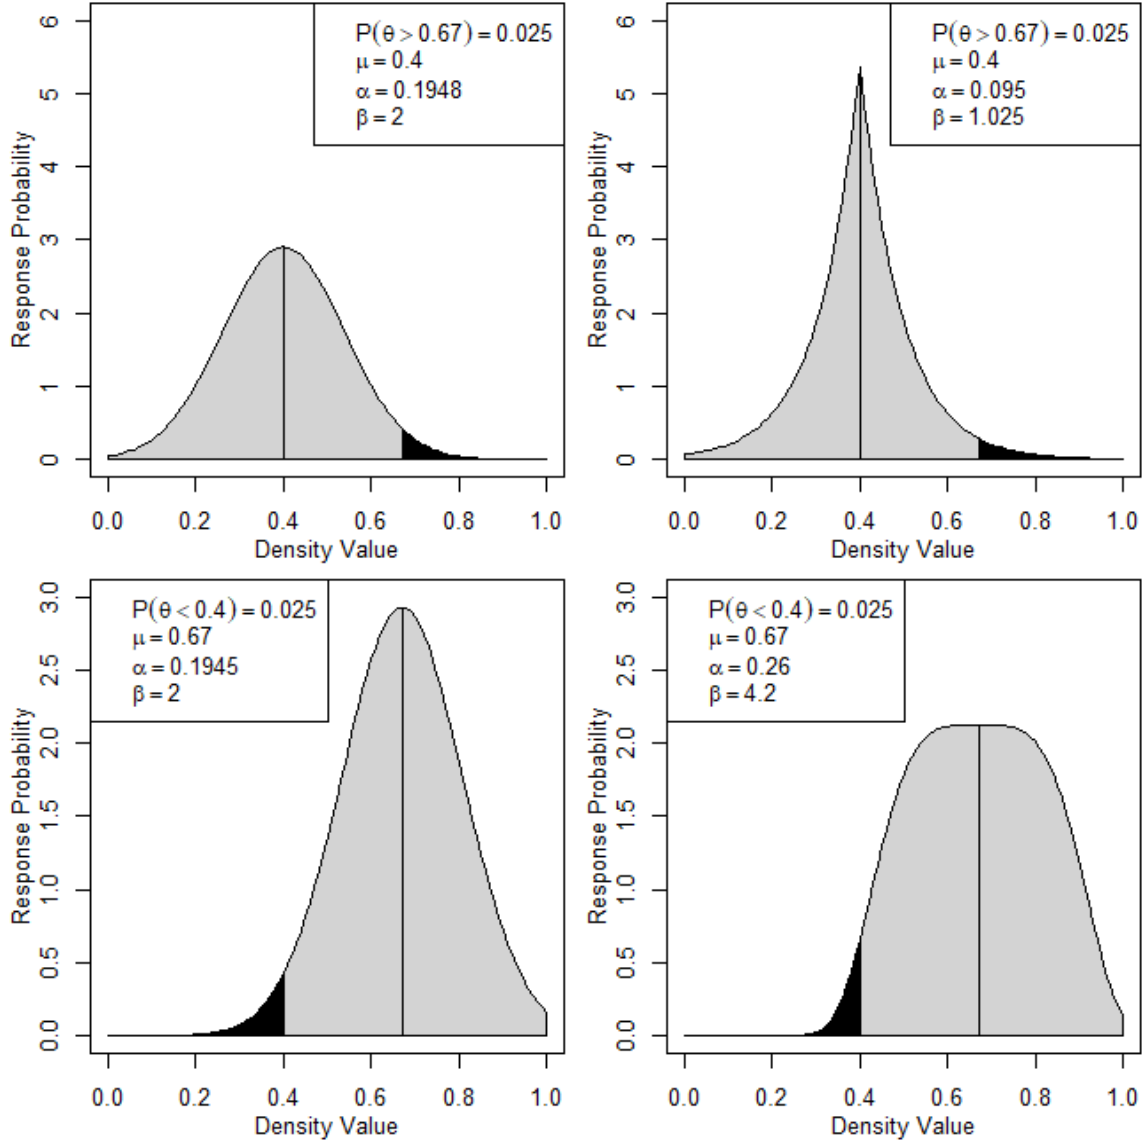 P(θ > 0.67) = 0.025
μ = 0.4
α = 0.1948
β = 2
Response Probability
0 1 2 3 4 5 6
0.0 0.2 0.4 0.6 0.8 1.0
Density Value
P(θ > 0.67) = 0.025
μ = 0.4
α = 0.095
β = 1.025
Response Probability
0 1 2 3 4 5 6
0.0 0.2 0.4 0.6 0.8 1.0
Density Value
P(θ < 0.4) = 0.025
μ = 0.67
α = 0.1945
β = 2
Response Probability
0.0 0.5 1.0 1.5 2.0 2.5 3.0
0.0 0.2 0.4 0.6 0.8 1.0
Density Value
P(θ < 0.4) = 0.025
μ = 0.67
α = 0.26
β = 4.2
Response Probability
0.0 0.5 1.0 1.5 2.0 2.5 3.0
0.0 0.2 0.4 0.6 0.8 1.0
Density Value